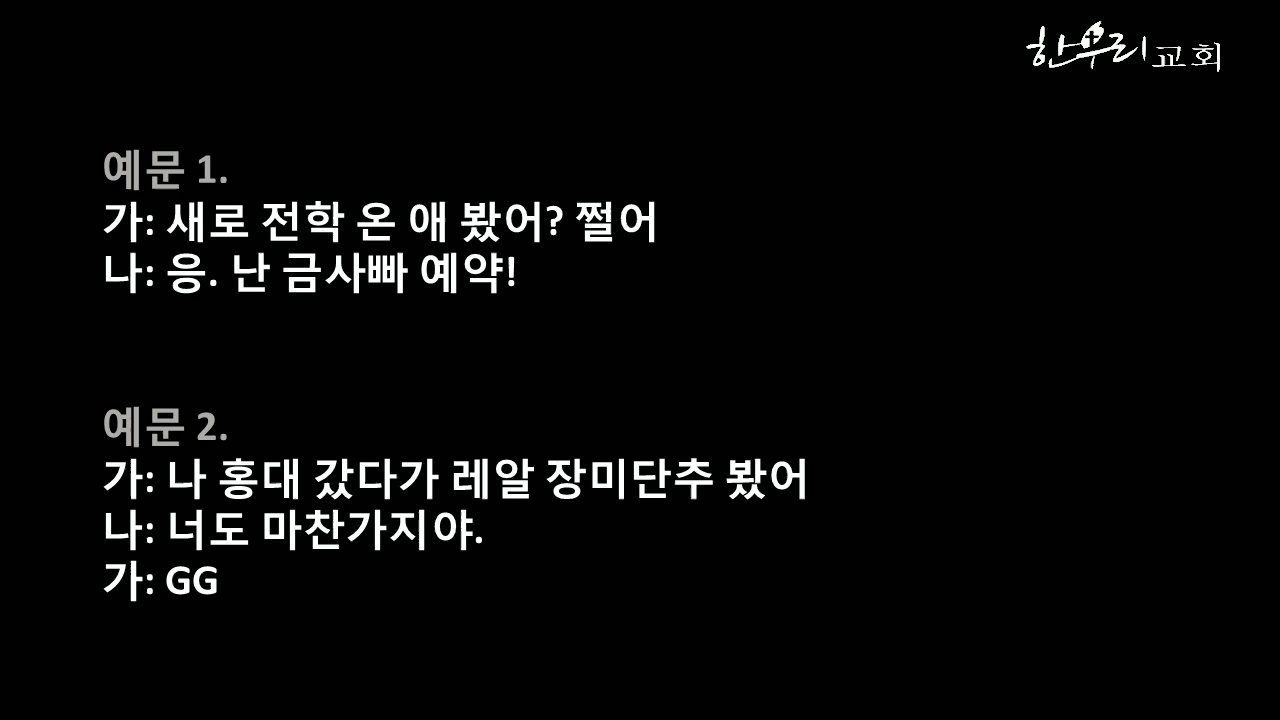 한우리교회
예문 1.
가: 새로 전학 온 애 봤어? 쩔어
나: 응. 난 금사빠 예약!
예문 2.
가: 나 홍대 갔다가 레알 장미단추 봤어
나: 너도 마찬가지야.
가: GG